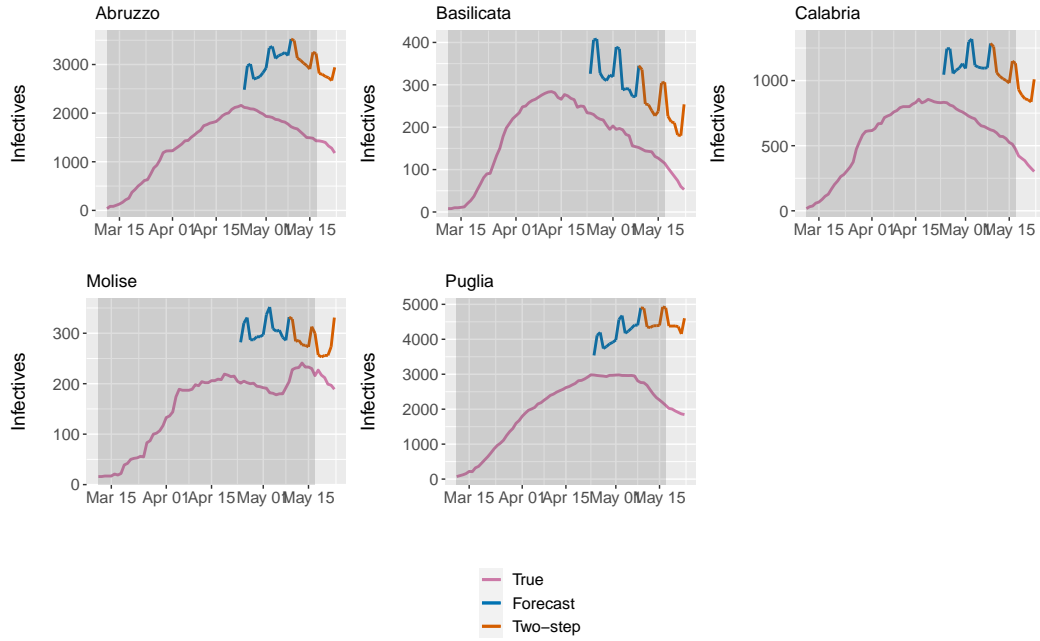 Abruzzo
Basilicata
Calabria
Infectives
3000
2000
1000
0
Mar 15 Apr 01 Apr 15 May 01 May 15
Infectives
400
300
200
100
0
Mar 15 Apr 01 Apr 15 May 01 May 15
Infectives
1000
500
0
Mar 15 Apr 01 Apr 15 May 01 May 15
Molise
Puglia
Infectives
300
200
100
0
Mar 15 Apr 01 Apr 15 May 01 May 15
Infectives
5000
4000
3000
2000
1000
0
Mar 15 Apr 01 Apr 15 May 01 May 15
True
Forecast
Two−step